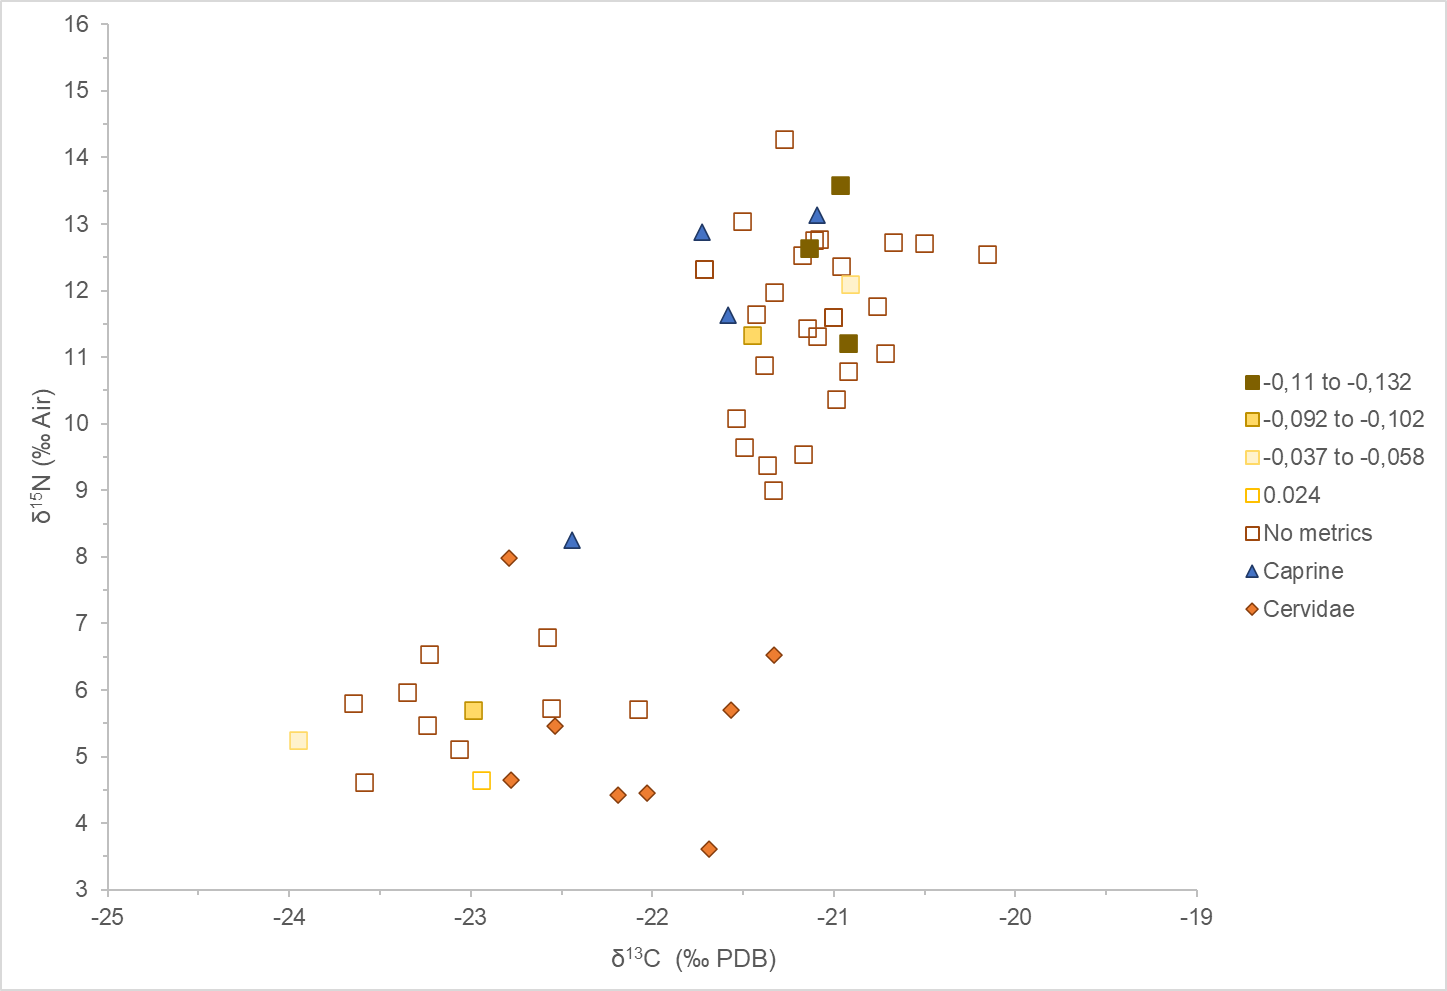 16
15
14
13
12
11
10
9
8
7
6
5
4
3
δ¹⁵N (‰ Air)
-25 -24 -23 -22 -21 -20 -19
δ¹³C (‰ PDB)
-0,11 to -0,132
-0,092 to -0,102
-0,037 to -0,058
0.024
No metrics
Caprine
Cervidae